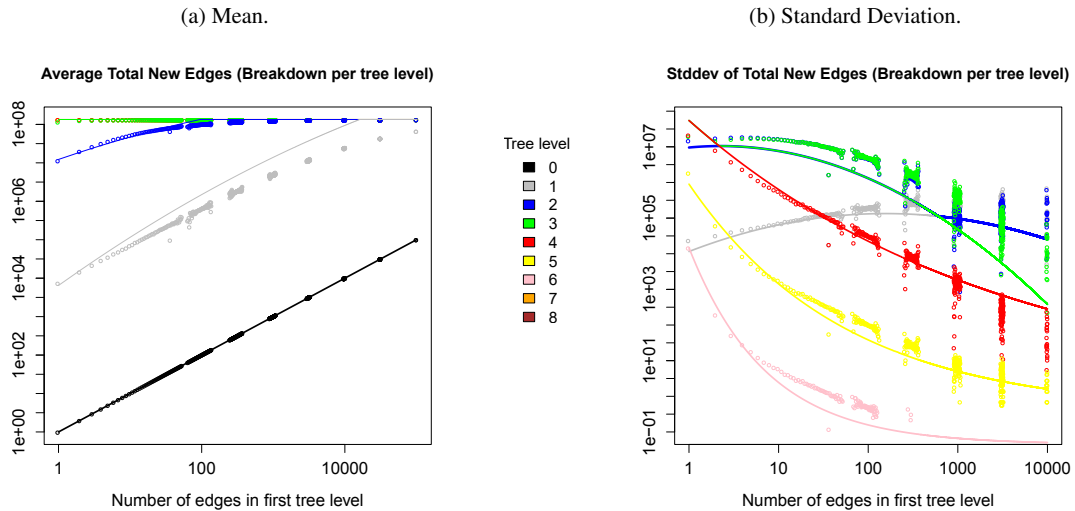 (a) Mean.
(b) Standard Deviation.
Average Total New Edges (Breakdown per tree level)
1e+08
1e+06
1e+04
1e+02
1e+00
1
100
10000
Number of edges in first tree level
Tree level
0
1
2
3
4
5
6
7
8
Stddev of Total New Edges (Breakdown per tree level)
1e+07
1e+05
1e+03
1e+01
1e−01
1
10
100
1000
10000
Number of edges in first tree level